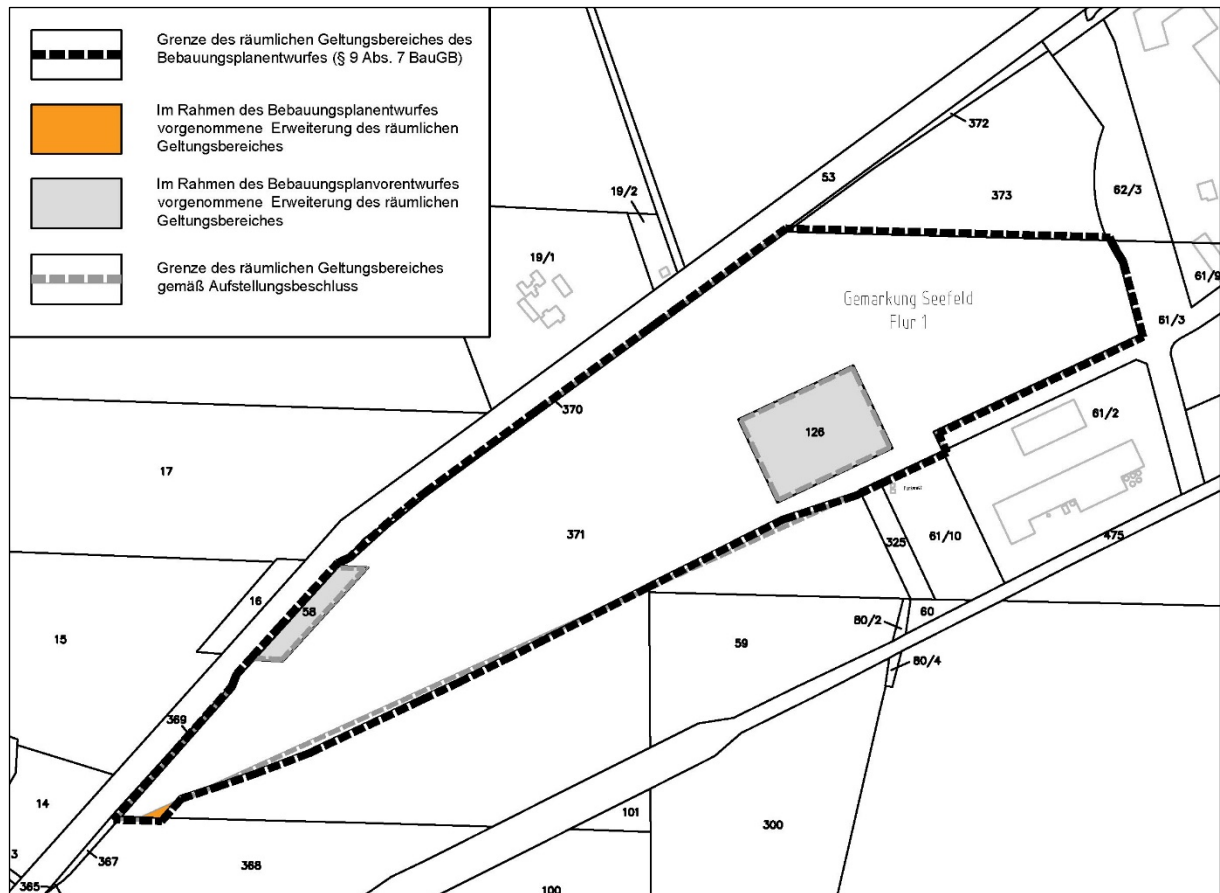 Grenze des räumlichen Geltungsbereiches des
Bebauungsplanentwurfes (§ 9 Abs. 7 BauGB)
Im Rahmen des Bebauungsplanentwurfes
vorgenommene Erweiterung des räumlichen
Geltungsbereiches
Im Rahmen des Bebauungsplanvorentwurfes
vorgenommene Erweiterung des räumlichen
Geltungsbereiches
Grenze des räumlichen Geltungsbereiches
gemäß Aufstellungsbeschluss
372
53
19/2
373
62/3
19/1
61/9
Gemarkung Seefeld
Flur 1
61/3
370
61/2
126
17
371
325
61/10
475
16
58
60
15
80/2
59
80/4
369
14
101
300
3
367
368
365
100